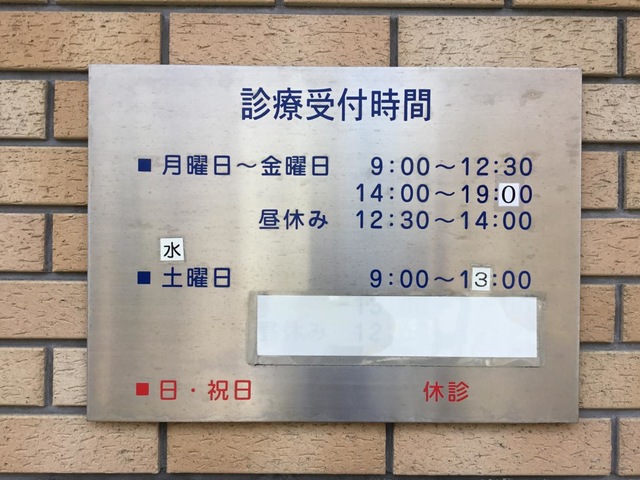 診療受付時間
■月曜日～金曜日 9:00～12:30
14:00～19:00
昼休み 12:30～14:00
水
■土曜日 9:00～13:00
■日・祝日 休診